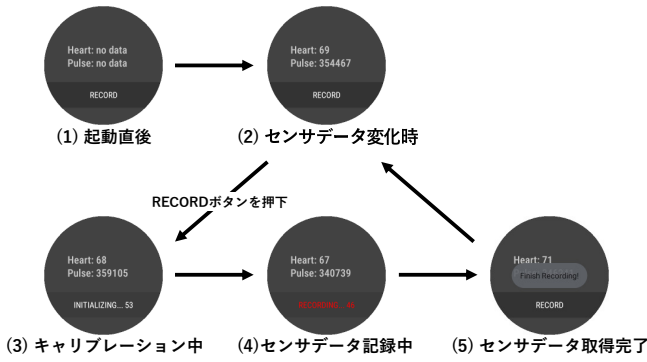 Heart: no data
Pulse: no data
RECORD
(1) 起動直後
Heart: 69
Pulse: 354467
RECORD
(2) センサデータ変化時
RECORDボタンを押下
Heart: 68
Pulse: 359105
INITIALIZING... 53
(3) キャリブレーション中
Heart: 67
Pulse: 340739
(4)センサデータ記録中
Heart: 71
Finish Recording!
RECORD
(5) センサデータ取得完了